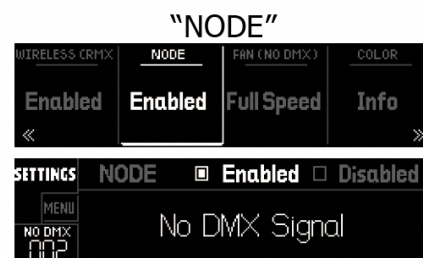 “NODE”
WIRELESS CRMX NODE FAN (NO DMX) COLOR
Enabled Enabled Full Speed Info
« »
SETTINGS NODE Enabled Disabled
MENU
No DMX Signal
NO DMX
002